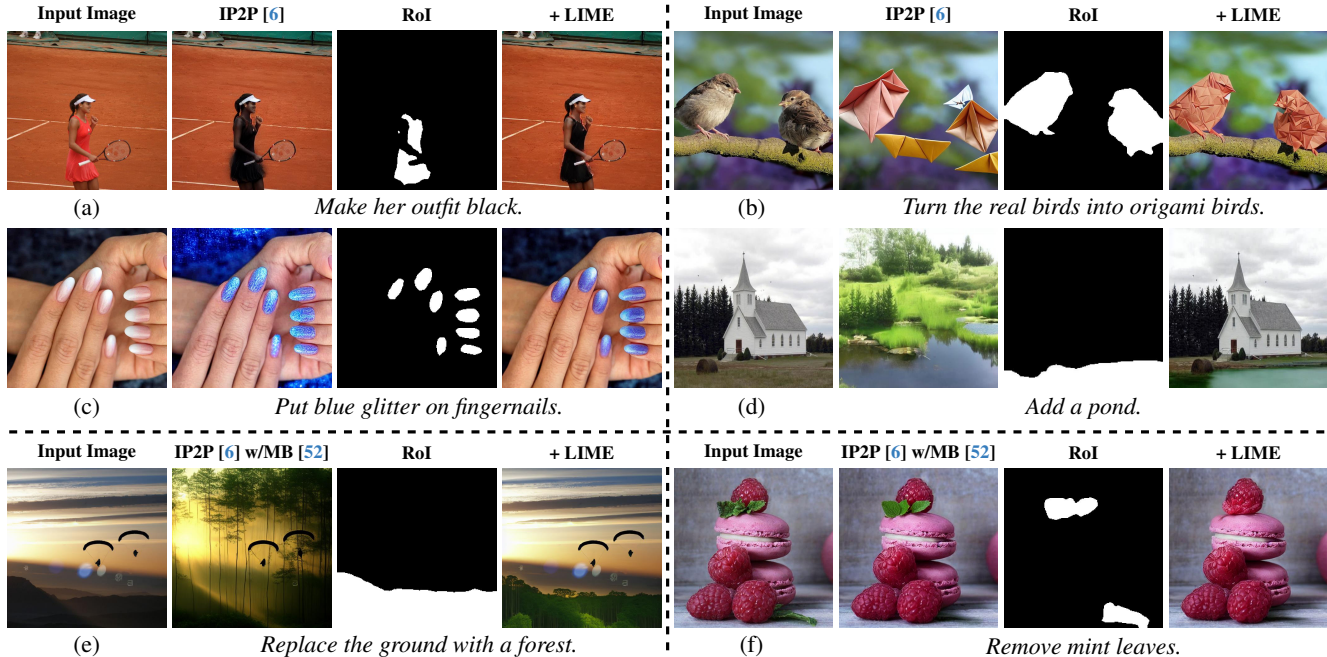 Input Image IP2P [6] RoI + LIME
Input Image IP2P [6] RoI + LIME
(a) Make her outfit black.
(b) Turn the real birds into origami birds.
(c) Put blue glitter on fingernails.
(d) Add a pond.
Input Image IP2P [6] w/MB [52] RoI + LIME
Input Image IP2P [6] w/MB [52] RoI + LIME
(e) Replace the ground with a forest.
(f) Remove mint leaves.